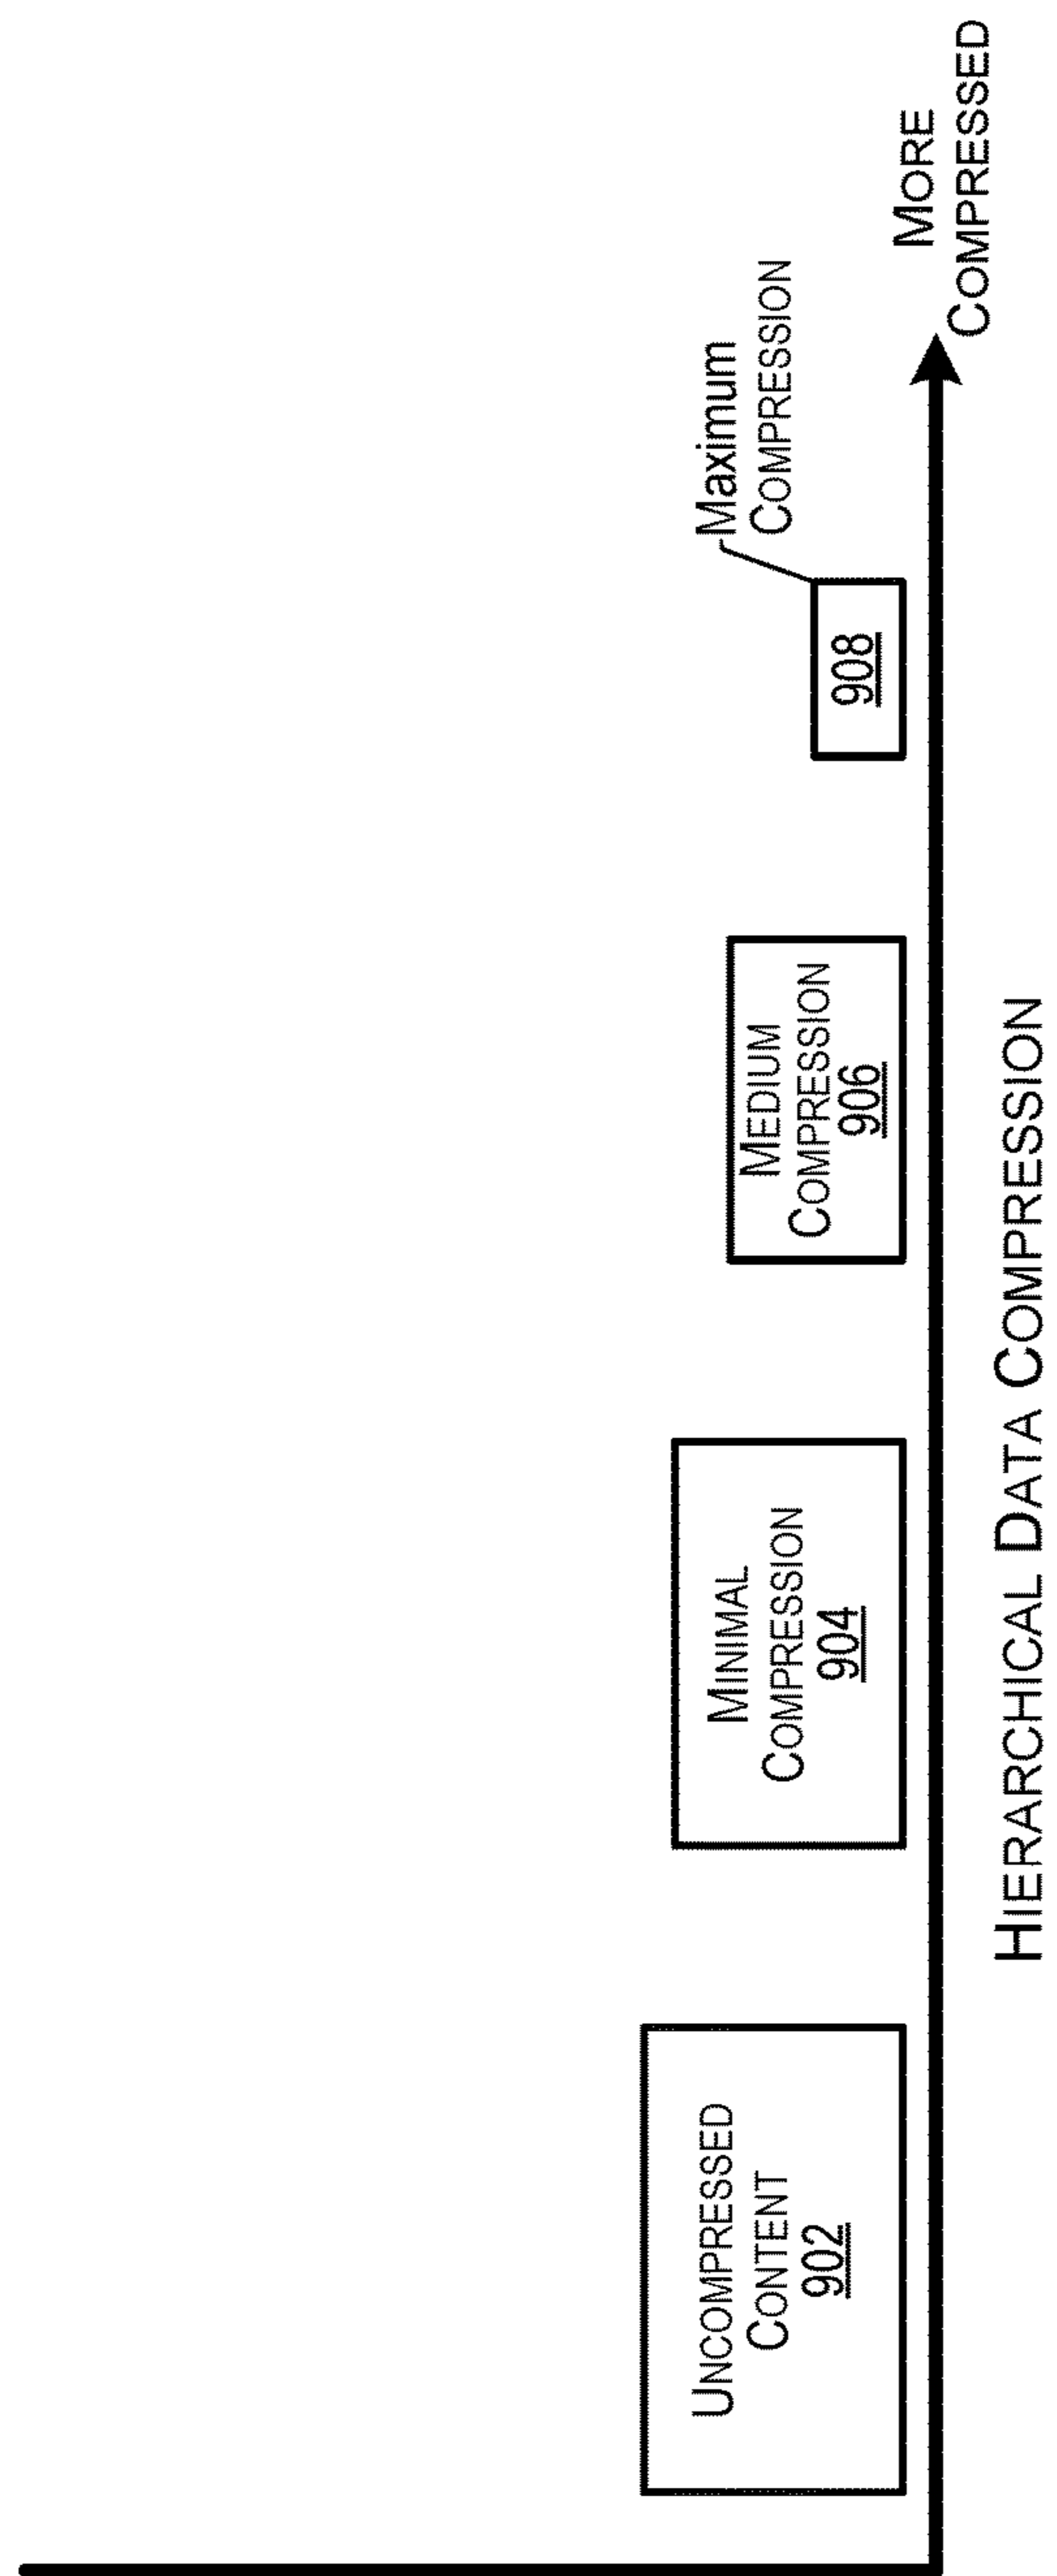 UNCOMPRESSED
CONTENT
902
MINIMAL
COMPRESSION
904
MEDIUM
COMPRESSION
906
Maximum
COMPRESSION
908
MORE
COMPRESSED
HIERARCHICAL DATA COMPRESSION